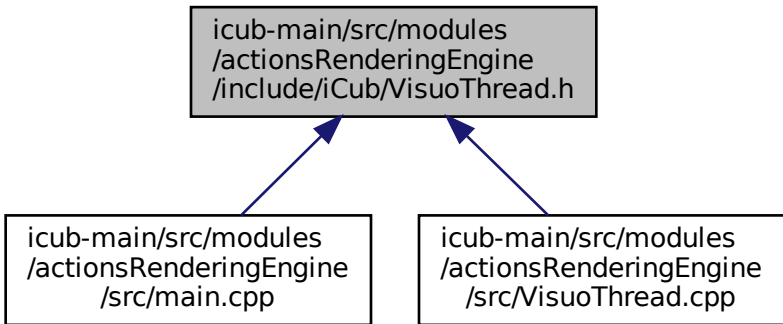 icub-main/src/modules
/actionsRenderingEngine
/include/iCub/VisuoThread.h
icub-main/src/modules
/actionsRenderingEngine
/src/main.cpp
icub-main/src/modules
/actionsRenderingEngine
/src/VisuoThread.cpp